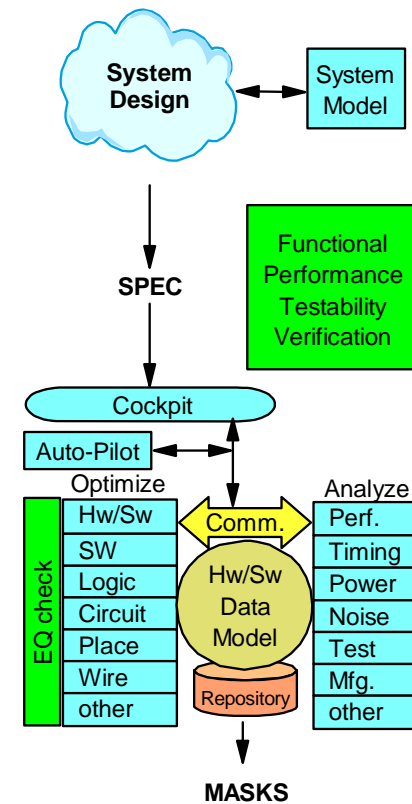 System
Design
System
Model
Functional
Performance
Testability
Verification
SPEC
Cockpit
Auto-Pilot
Optimize
Analyze
EQ check
Hw/Sw
SW
Logic
Circuit
Place
Wire
other
Comm.
Hw/Sw
Data
Model
Repository
Perf.
Timing
Power
Noise
Test
Mfg.
other
MASKS